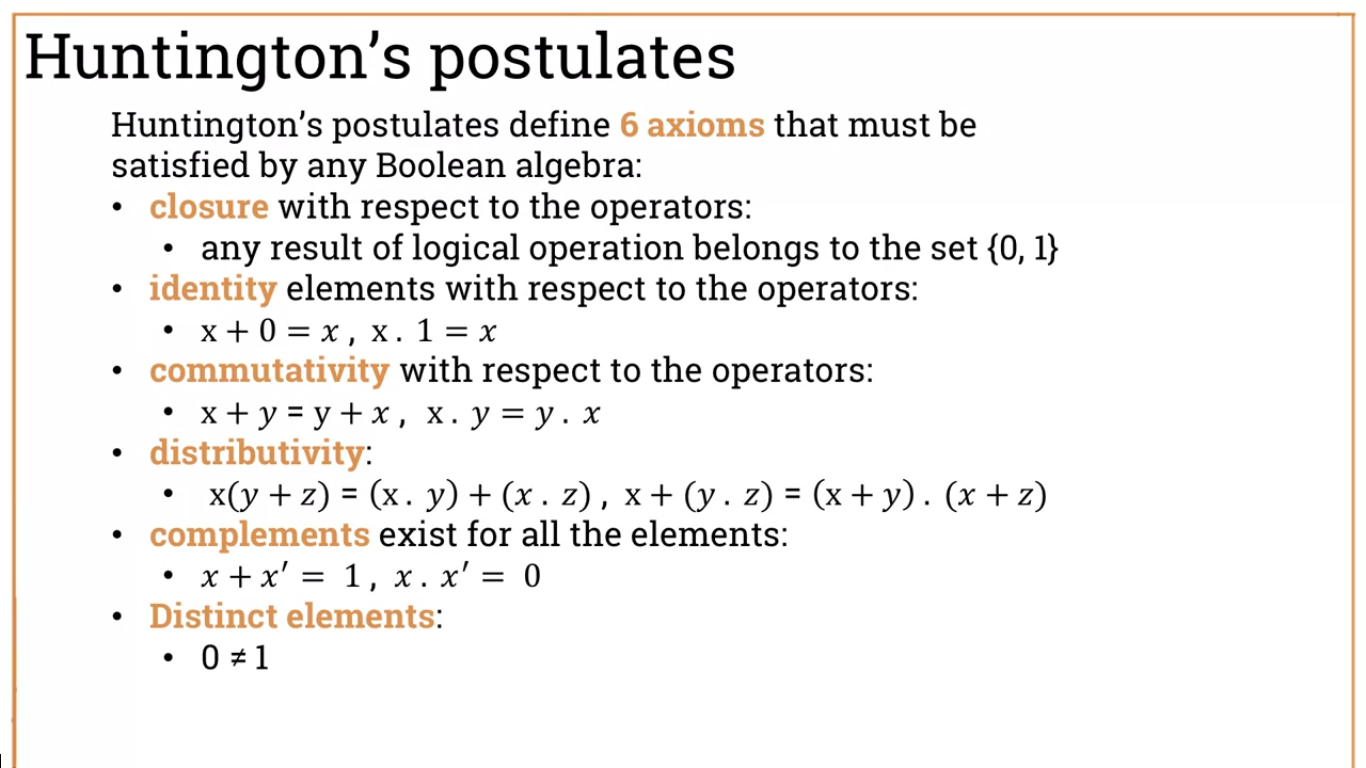 Huntington’s postulates
Huntington’s postulates define 6 axioms that must be
satisfied by any Boolean algebra:
• closure with respect to the operators:
• any result of logical operation belongs to the set {0, 1}
• identity elements with respect to the operators:
• x + 0 = x , x . 1 = x
• commutativity with respect to the operators:
• x + y = y + x , x . y = y . x
• distributivity:
• x(y + z) = (x . y) + (x . z) , x + (y . z) = (x + y) . (x + z)
• complements exist for all the elements:
• x + x′ = 1 , x . x′ = 0
• Distinct elements:
• 0 ≠ 1